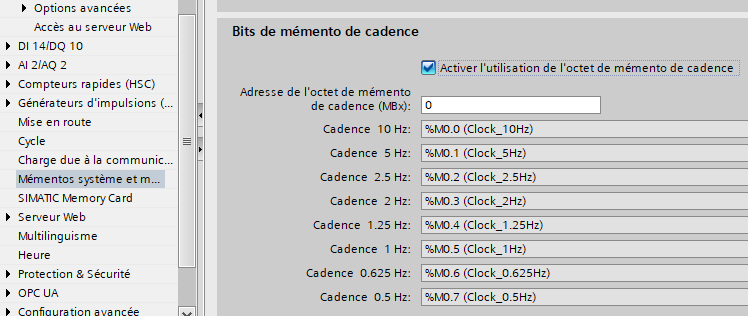 Options avancées
Accès au serveur Web
DI 14/DQ 10
AI 2/AQ 2
Compteurs rapides (HSC)
Générateurs d'impulsions (...
Mise en route
Cycle
Charge due à la communic...
Mémentos système et m...
SIMATIC Memory Card
Serveur Web
Multilinguisme
Heure
Protection & Sécurité
OPC UA
Configuration avancée
Bits de mémento de cadence
Activer l'utilisation de l'octet de mémento de cadence
Adresse de l'octet de mémento
de cadence (MBx): 0
Cadence 10 Hz: %M0.0 (Clock_10Hz)
Cadence 5 Hz: %M0.1 (Clock_5Hz)
Cadence 2.5 Hz: %M0.2 (Clock_2.5Hz)
Cadence 2 Hz: %M0.3 (Clock_2Hz)
Cadence 1.25 Hz: %M0.4 (Clock_1.25Hz)
Cadence 1 Hz: %M0.5 (Clock_1Hz)
Cadence 0.625 Hz: %M0.6 (Clock_0.625Hz)
Cadence 0.5 Hz: %M0.7 (Clock_0.5Hz)